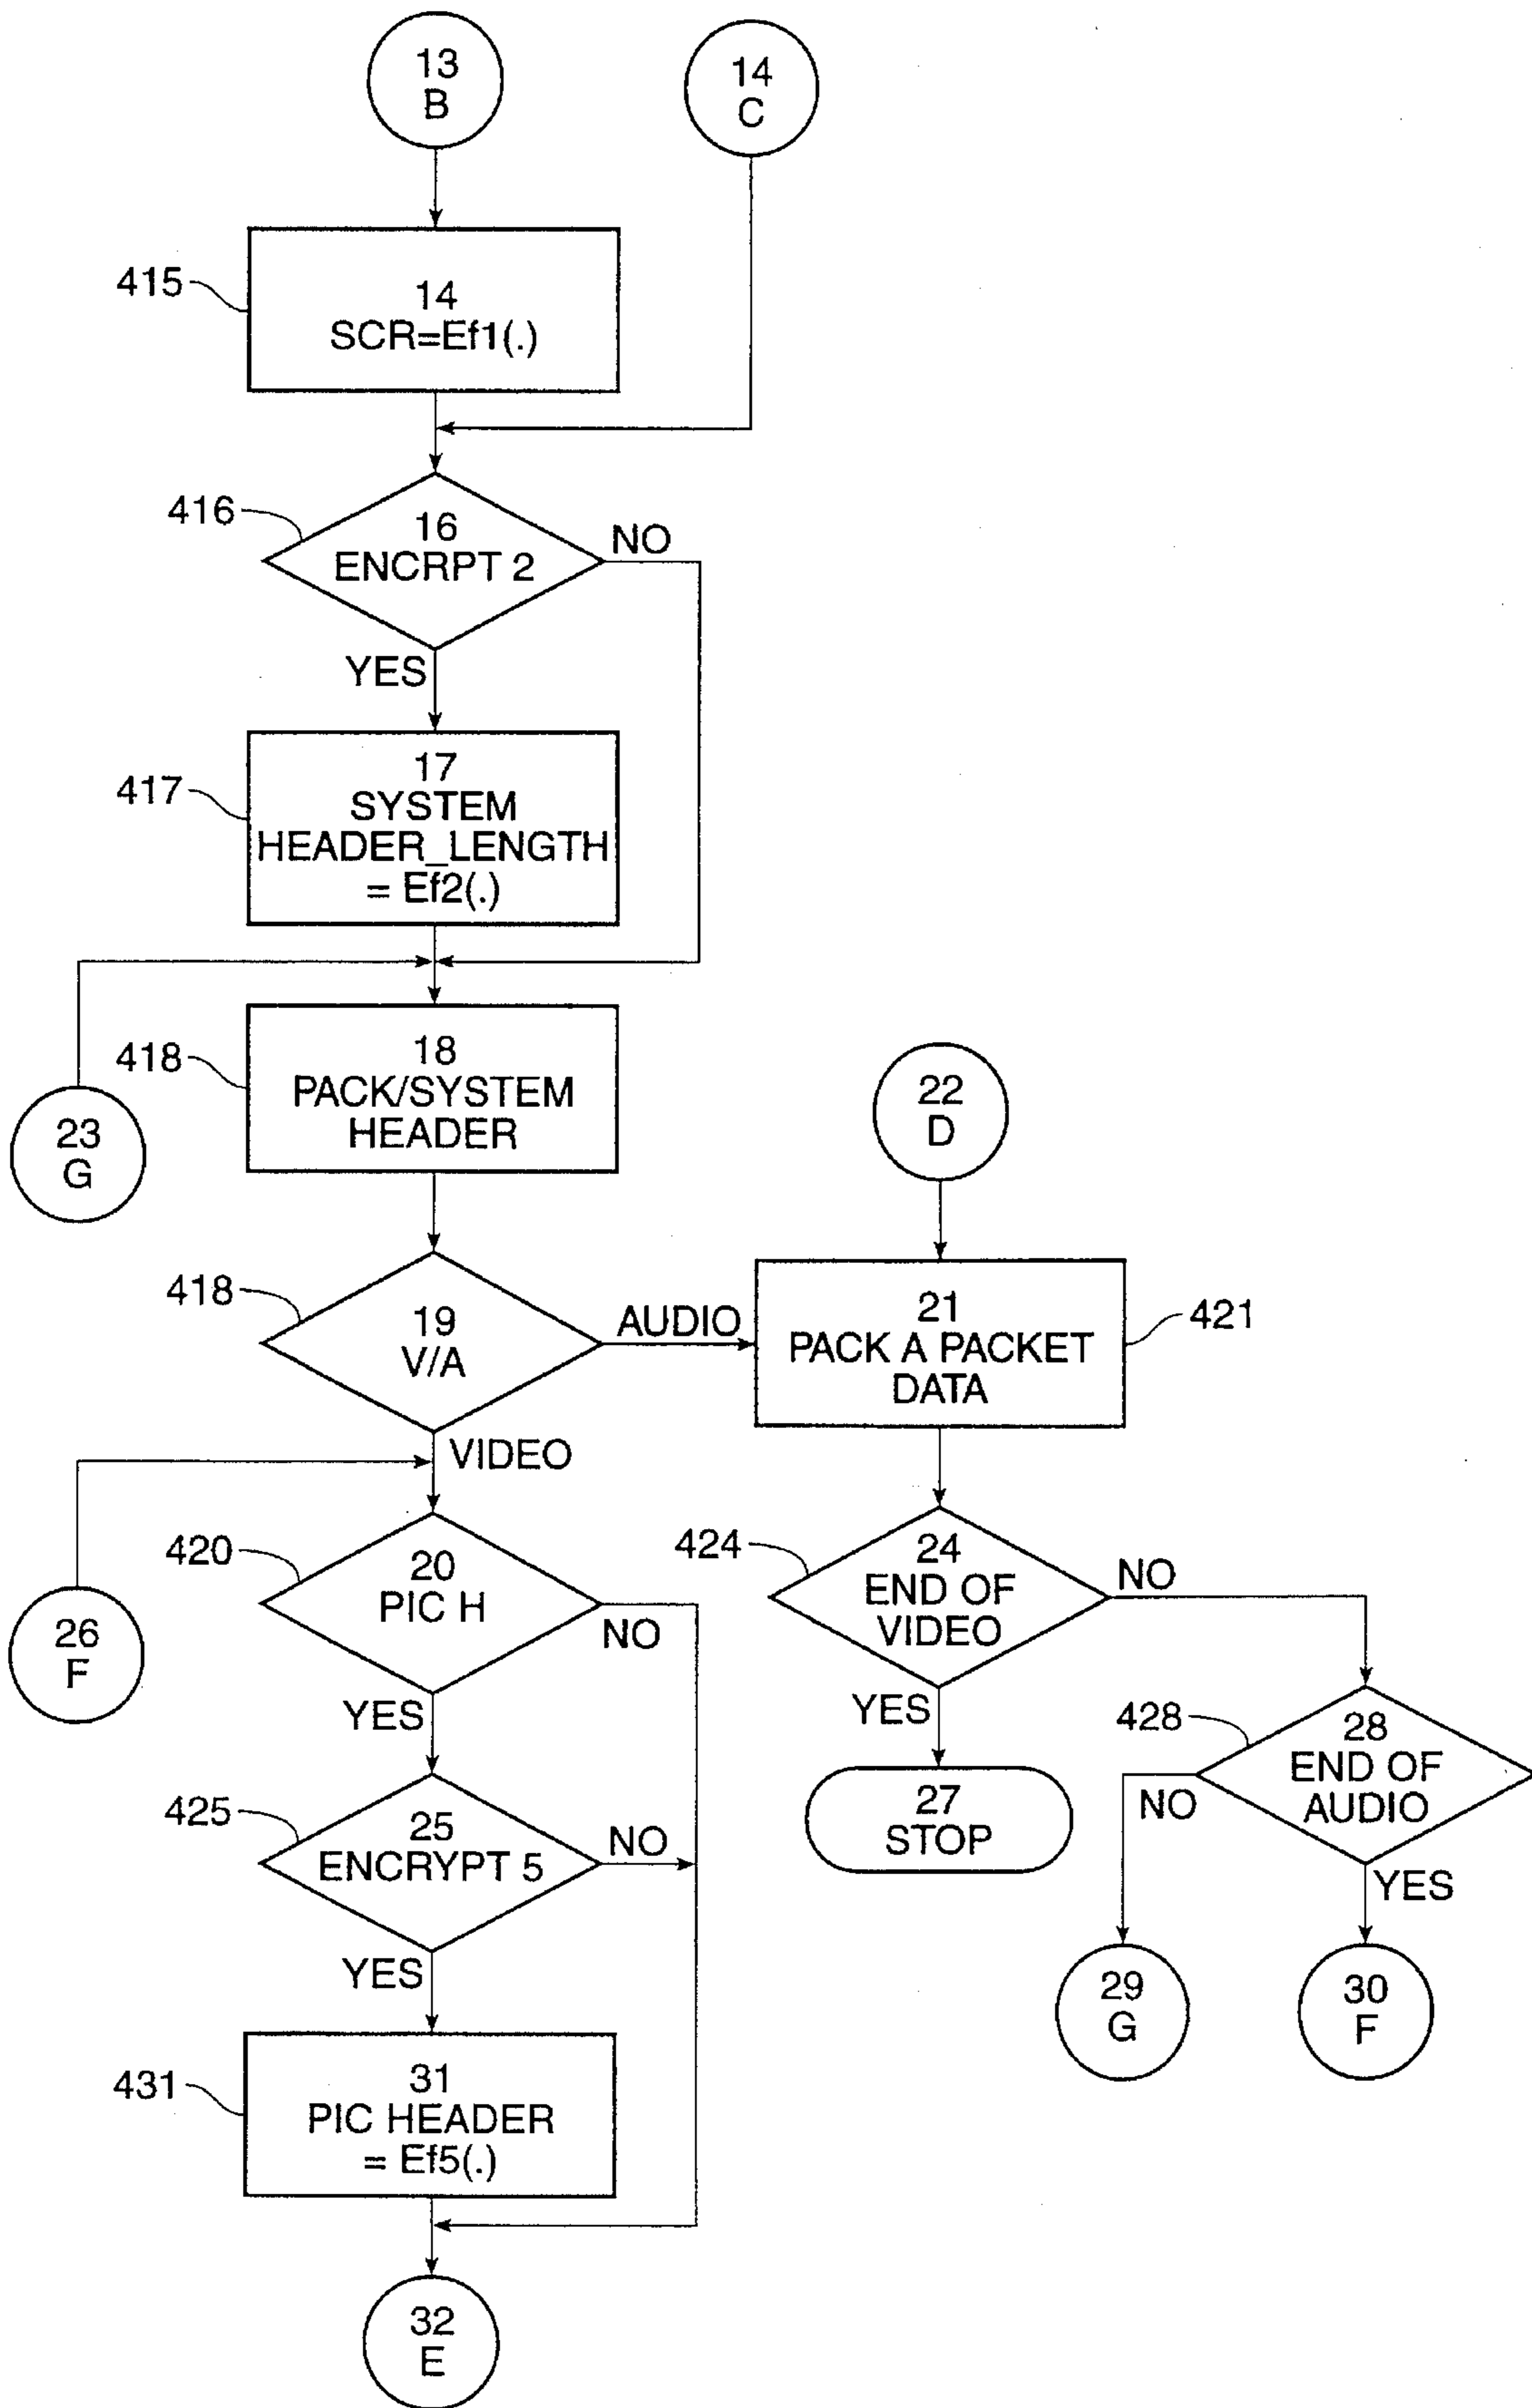 13
B
14
C
415
14
SCR=Ef1(.)
416
16
ENCRPT 2
NO
YES
417
17
SYSTEM
HEADER_LENGTH
= Ef2(.)
418
18
PACK/SYSTEM
HEADER
23
G
22
D
418
19
V/A
AUDIO
VIDEO
21
PACK A PACKET
DATA
421
420
20
PIC H
NO
YES
26
F
424
24
END OF
VIDEO
NO
YES
425
25
ENCRYPT 5
NO
YES
27
STOP
428
28
END OF
AUDIO
NO
YES
29
G
30
F
431
31
PIC HEADER
= Ef5(.)
32
E